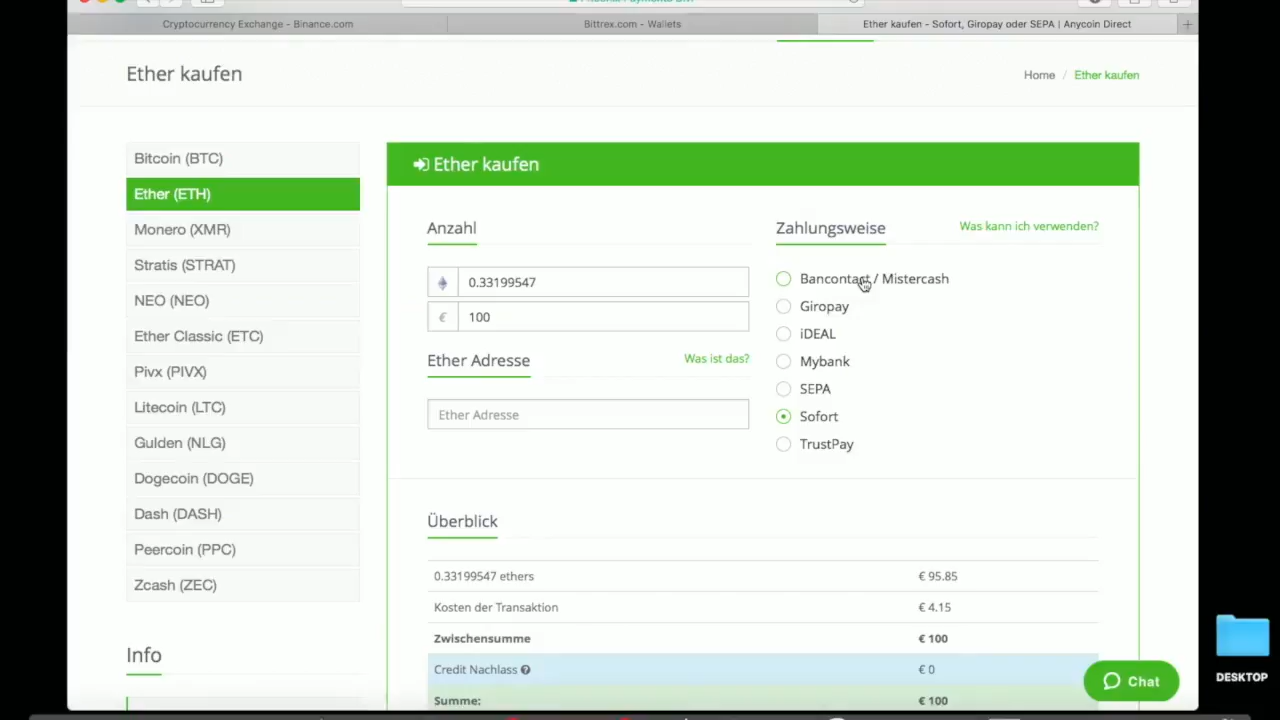 Cryptocurrency Exchange - Binance.com
Bittrex.com - Wallets
Ether kaufen - Sofort, Giropay oder SEPA | Anycoin Direct
Ether kaufen
Home / Ether kaufen
Bitcoin (BTC)
Ether (ETH)
Monero (XMR)
Stratis (STRAT)
NEO (NEO)
Ether Classic (ETC)
Pivx (PIVX)
Litecoin (LTC)
Gulden (NLG)
Dogecoin (DOGE)
Dash (DASH)
Peercoin (PPC)
Zcash (ZEC)
Info
Ether kaufen
Anzahl
0.33199547
€ 100
Ether Adresse
Was ist das?
Ether Adresse
Zahlungsweise
Was kann ich verwenden?
Bancontact / Mistercash
Giropay
iDEAL
Mybank
SEPA
Sofort
TrustPay
Überblick
0.33199547 ethers € 95.85
Kosten der Transaktion € 4.15
Zwischensumme € 100
Credit Nachlass € 0
Summe: € 100
Chat
DESKTOP